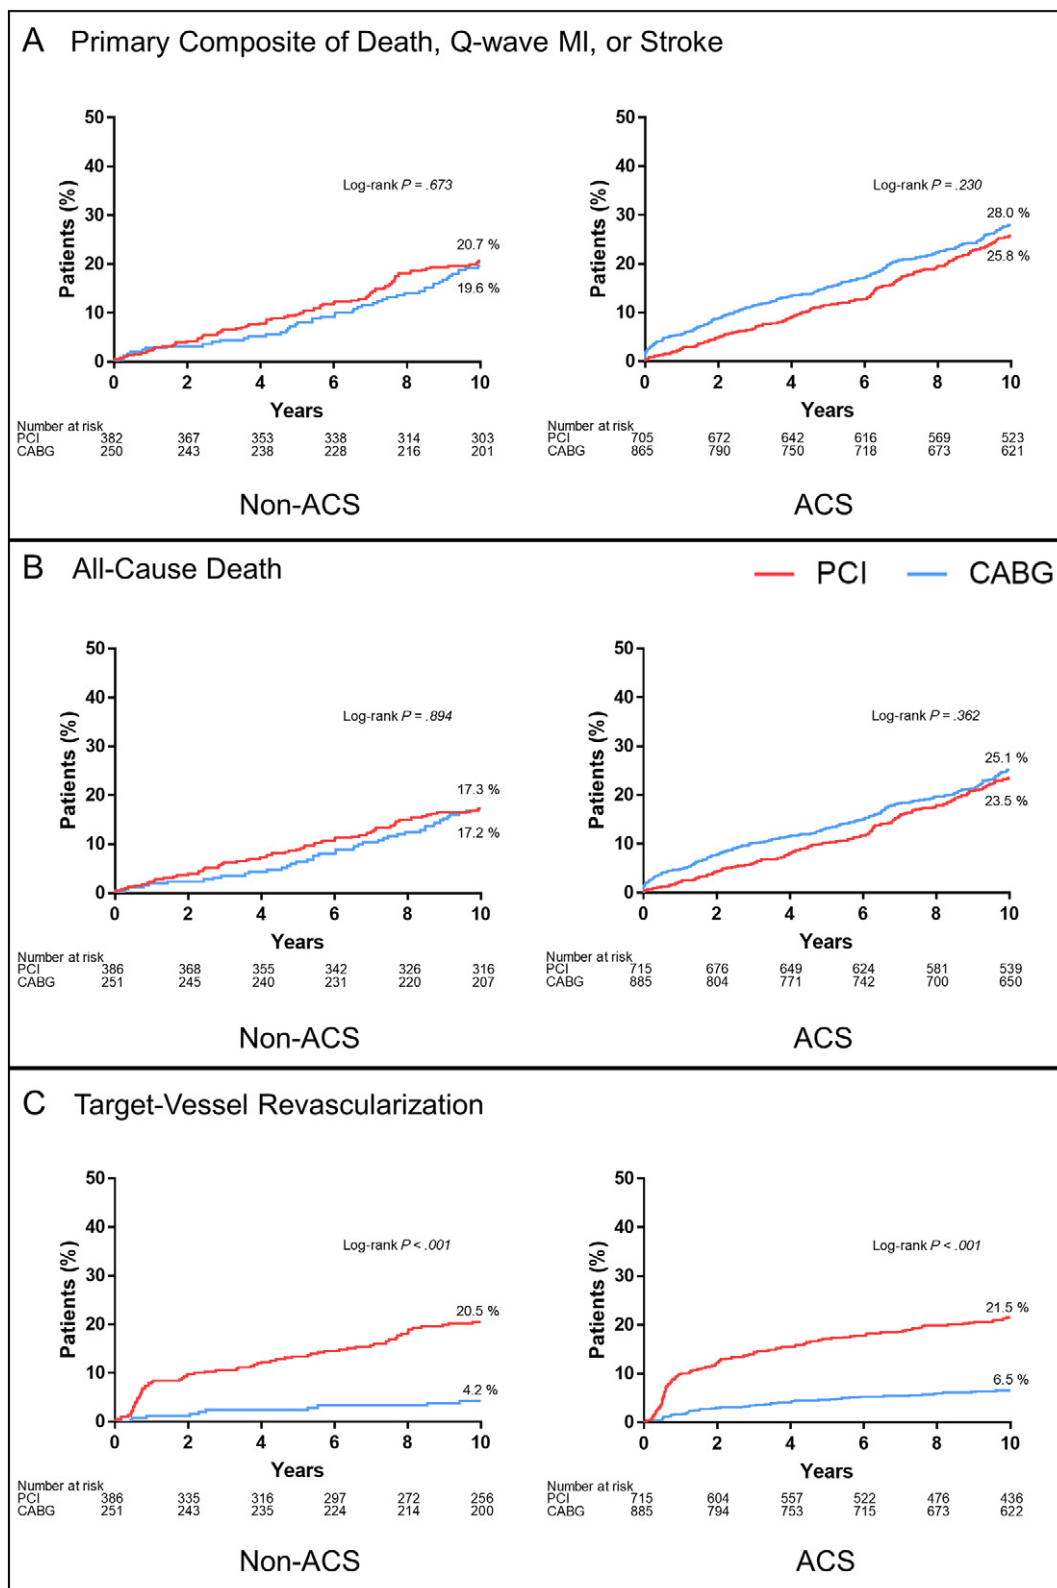 A Primary Composite of Death, Q-wave MI, or Stroke
50
40
30
20
10
0
Patients (%)
Log-rank P = .673
20.7 %
19.6 %
0 2 4 6 8 10
Years
Number at risk
PCI 382 367 353 338 314 303
CABG 250 243 238 228 216 201
Non-ACS
50
40
30
20
10
0
Patients (%)
Log-rank P = .230
28.0 %
25.8 %
0 2 4 6 8 10
Years
Number at risk
PCI 705 672 642 616 569 523
CABG 865 790 750 718 673 621
ACS
B All-Cause Death
PCI CABG
50
40
30
20
10
0
Patients (%)
Log-rank P = .894
17.3 %
17.2 %
0 2 4 6 8 10
Years
Number at risk
PCI 386 368 355 342 326 316
CABG 251 245 240 231 220 207
Non-ACS
50
40
30
20
10
0
Patients (%)
Log-rank P = .362
25.1 %
23.5 %
0 2 4 6 8 10
Years
Number at risk
PCI 715 676 649 624 581 539
CABG 885 804 771 742 700 650
ACS
C Target-Vessel Revascularization
50
40
30
20
10
0
Patients (%)
Log-rank P < .001
20.5 %
4.2 %
0 2 4 6 8 10
Years
Number at risk
PCI 386 335 316 297 272 256
CABG 251 243 235 224 214 200
Non-ACS
50
40
30
20
10
0
Patients (%)
Log-rank P < .001
21.5 %
6.5 %
0 2 4 6 8 10
Years
Number at risk
PCI 715 604 557 522 476 436
CABG 885 794 753 715 673 622
ACS